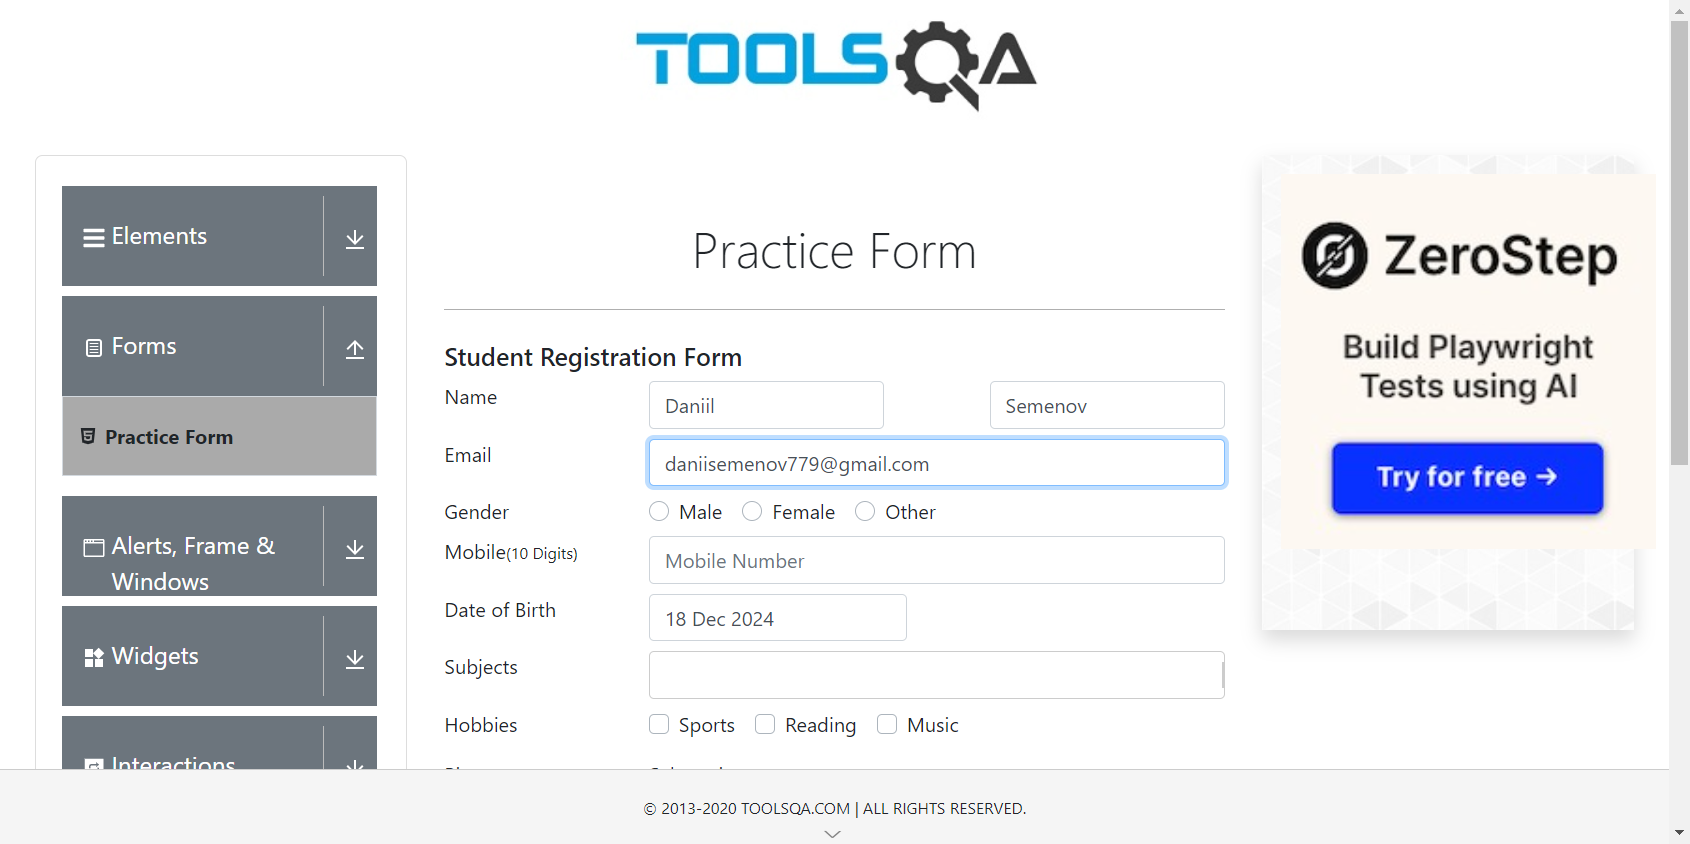 TOOLSQA
Elements
Forms
Practice Form
Alerts, Frame &
Windows
Widgets
Interactions
Practice Form
Student Registration Form
Name
Daniil
Semenov
Email
daniisemenov779@gmail.com
Gender
Male
Female
Other
Mobile(10 Digits)
Mobile Number
Date of Birth
18 Dec 2024
Subjects
Hobbies
Sports
Reading
Music
ZeroStep
Build Playwright
Tests using AI
Try for free →
© 2013-2020 TOOLSQA.COM | ALL RIGHTS RESERVED.